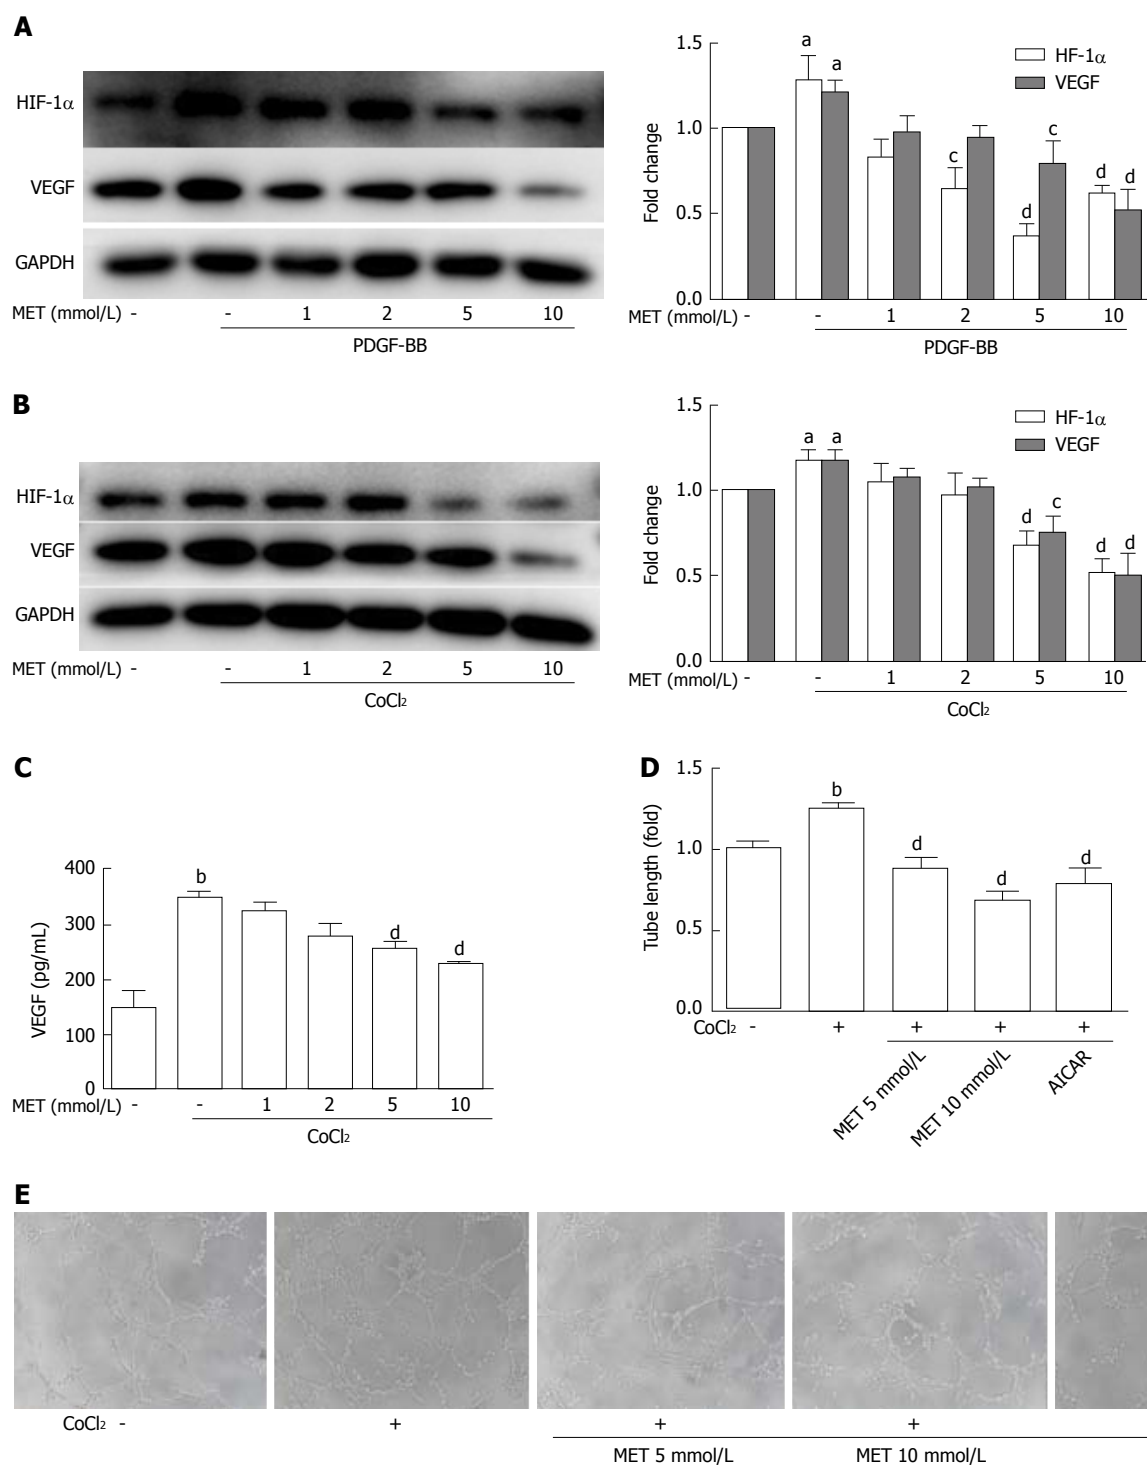 A
HIF-1α
VEGF
GAPDH
MET (mmol/L) - - 1 2 5 10
PDGF-BB
1.5
1.0
0.5
0.0
Fold change
HF-1α
VEGF
a a
c c
d d d
MET (mmol/L) - - 1 2 5 10
PDGF-BB
B
HIF-1α
VEGF
GAPDH
MET (mmol/L) - - 1 2 5 10
CoCl2
1.5
1.0
0.5
0.0
Fold change
HF-1α
VEGF
a a
d c
d d
MET (mmol/L) - - 1 2 5 10
CoCl2
C
400
300
200
100
0
VEGF (pg/mL)
b
d d
MET (mmol/L) - - 1 2 5 10
CoCl2
D
1.5
1.0
0.5
0.0
Tube length (fold)
b
d d d
CoCl2 - + + + +
MET 5 mmol/L
MET 10 mmol/L
AICAR
E
CoCl2 - + + +
MET 5 mmol/L MET 10 mmol/L